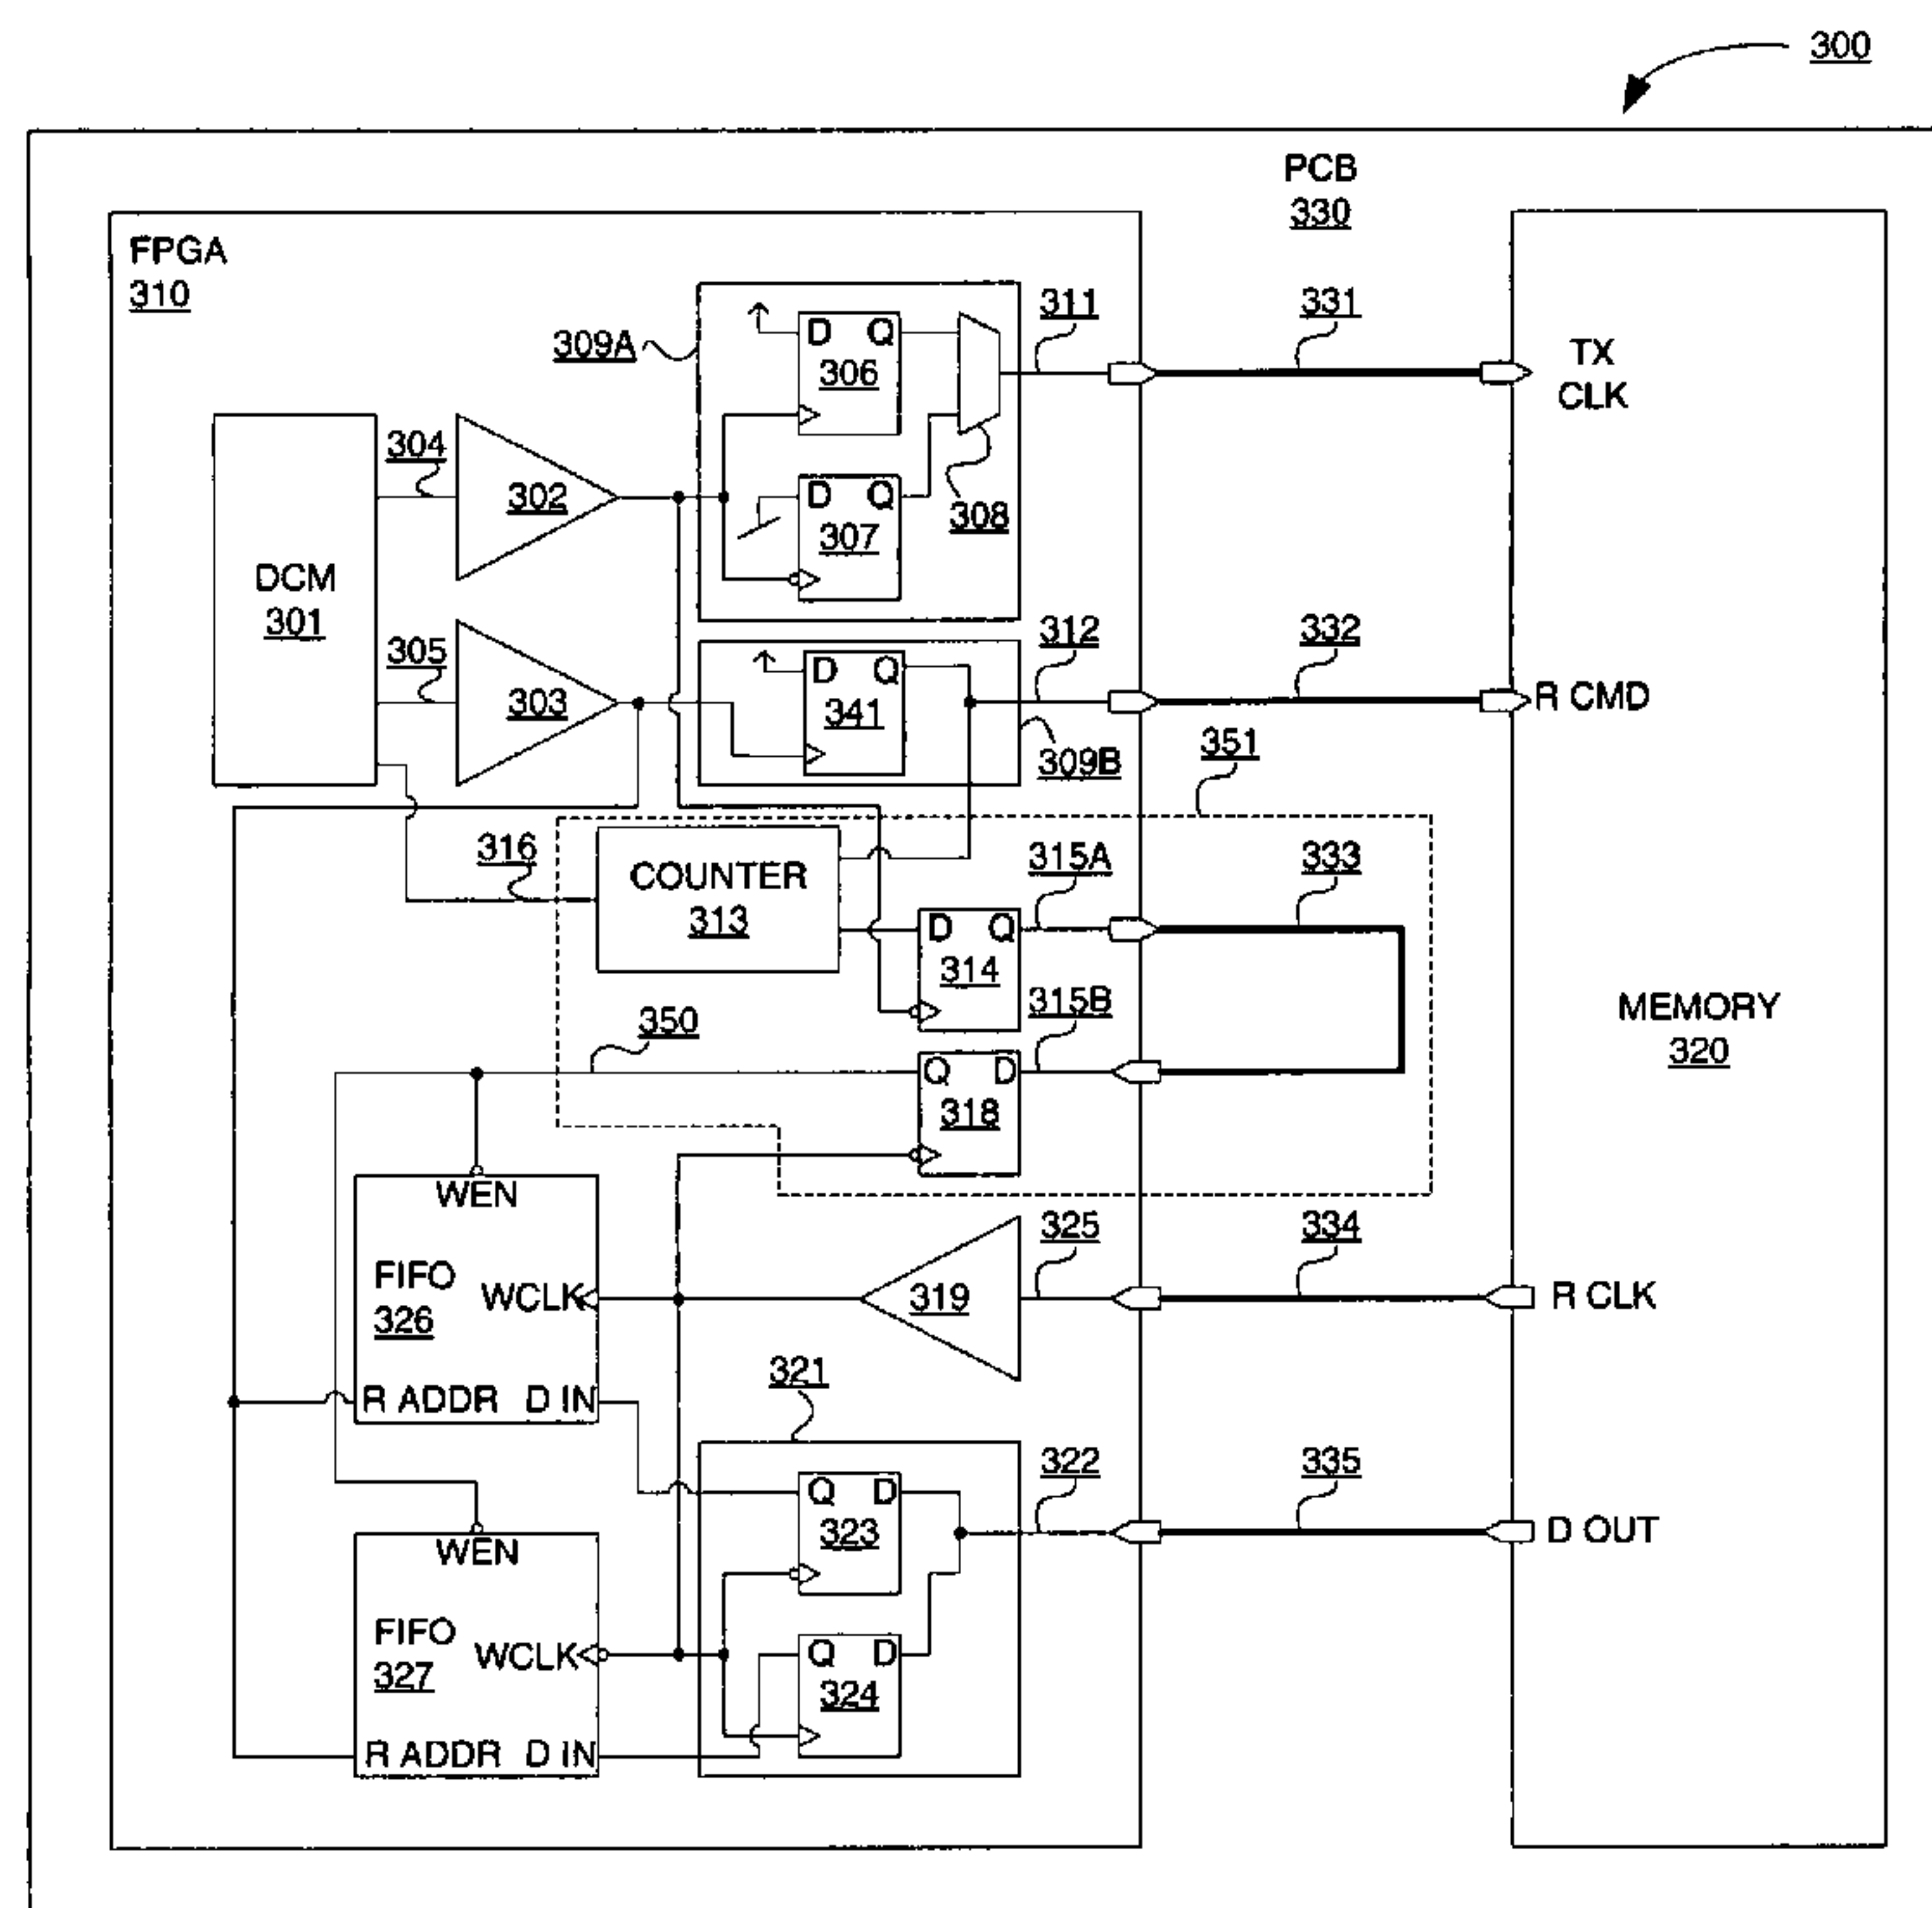 300
PCB
330
FPGA
310
309A
D Q
306
311
331
TX
CLK
304
302
D Q
307
308
DCM
301
305
303
D Q
341
312
332
R CMD
309B
351
316
COUNTER
313
315A
333
D Q
314
MEMORY
320
350
315B
Q D
318
WEN
FIFO
326
WCLK
R ADDR D IN
319
325
334
R CLK
321
Q D
323
322
335
D OUT
WEN
FIFO
327
WCLK
R ADDR D IN
Q D
324